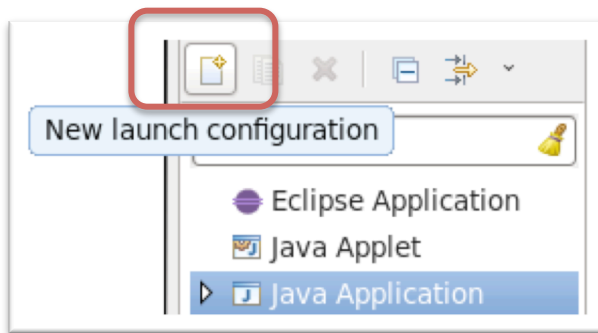 New launch configuration
Eclipse Application
Java Applet
Java Application